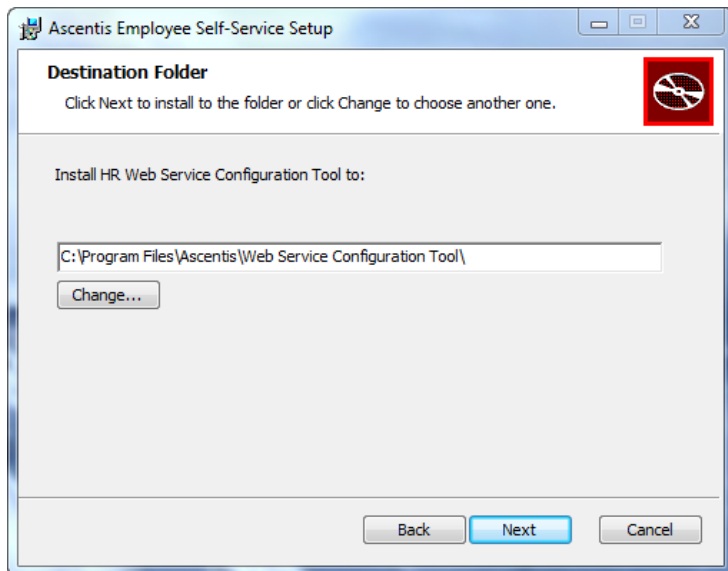 Ascentis Employee Self-Service Setup
Destination Folder
Click Next to install to the folder or click Change to choose another one.
Install HR Web Service Configuration Tool to:
C:\Program Files\Ascentis\Web Service Configuration Tool\
Change...
Back
Next
Cancel